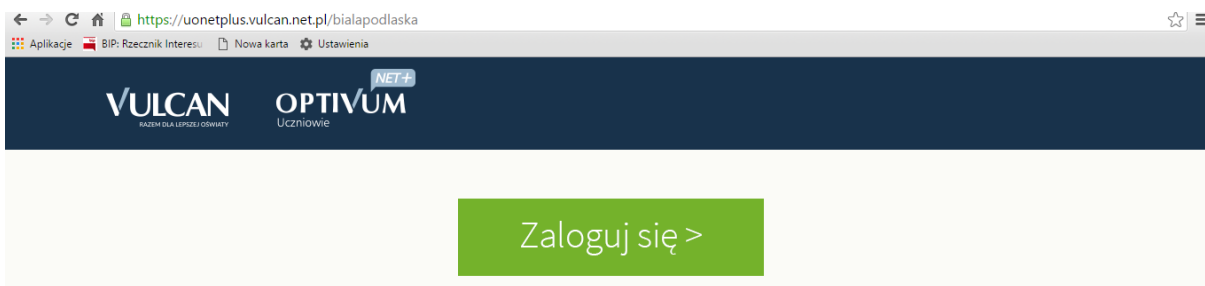 https://uonetplus.vulcan.net.pl/bialapodlaska
Aplikacje BIP: Rzecznik Interesu Nowa karta Ustawienia
NET+
VULCAN OPTIVUM
RAZEM DLA LEPSZEJ OŚWIATY Uczniowie
Zaloguj się >